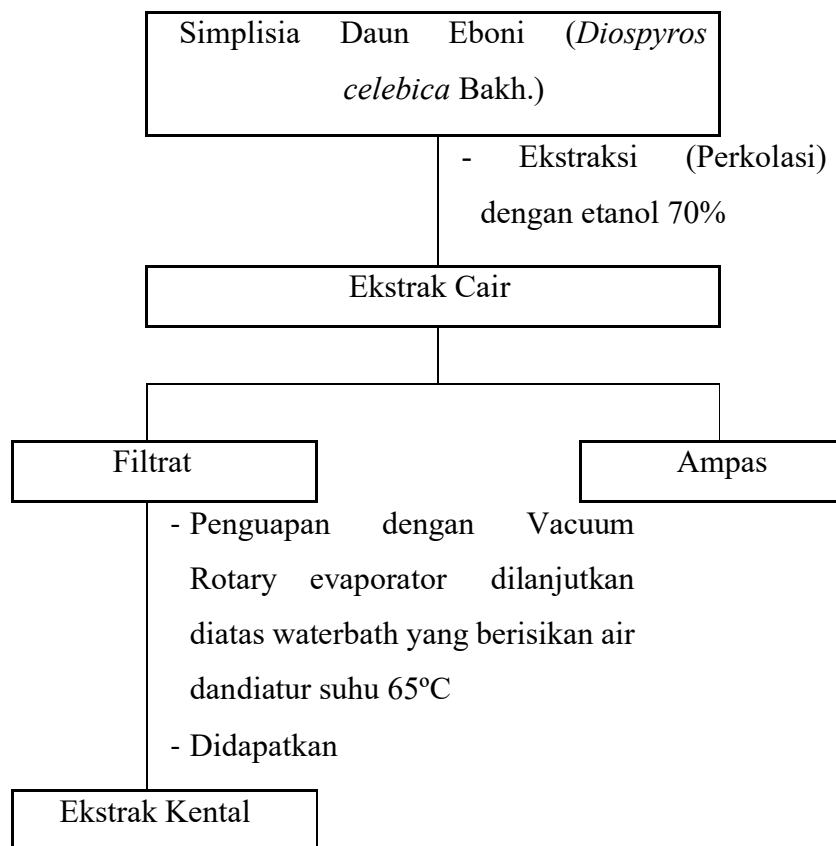 Simplisia Daun Eboni (Diospyros
celebica Bakh.)
- Ekstraksi (Perkolasi)
dengan etanol 70%
Ekstrak Cair
Filtrat
Ampas
- Penguapan dengan Vacuum
Rotary evaporator dilanjutkan
diatas waterbath yang berisikan air
dandiatur suhu 65ºC
- Didapatkan
Ekstrak Kental